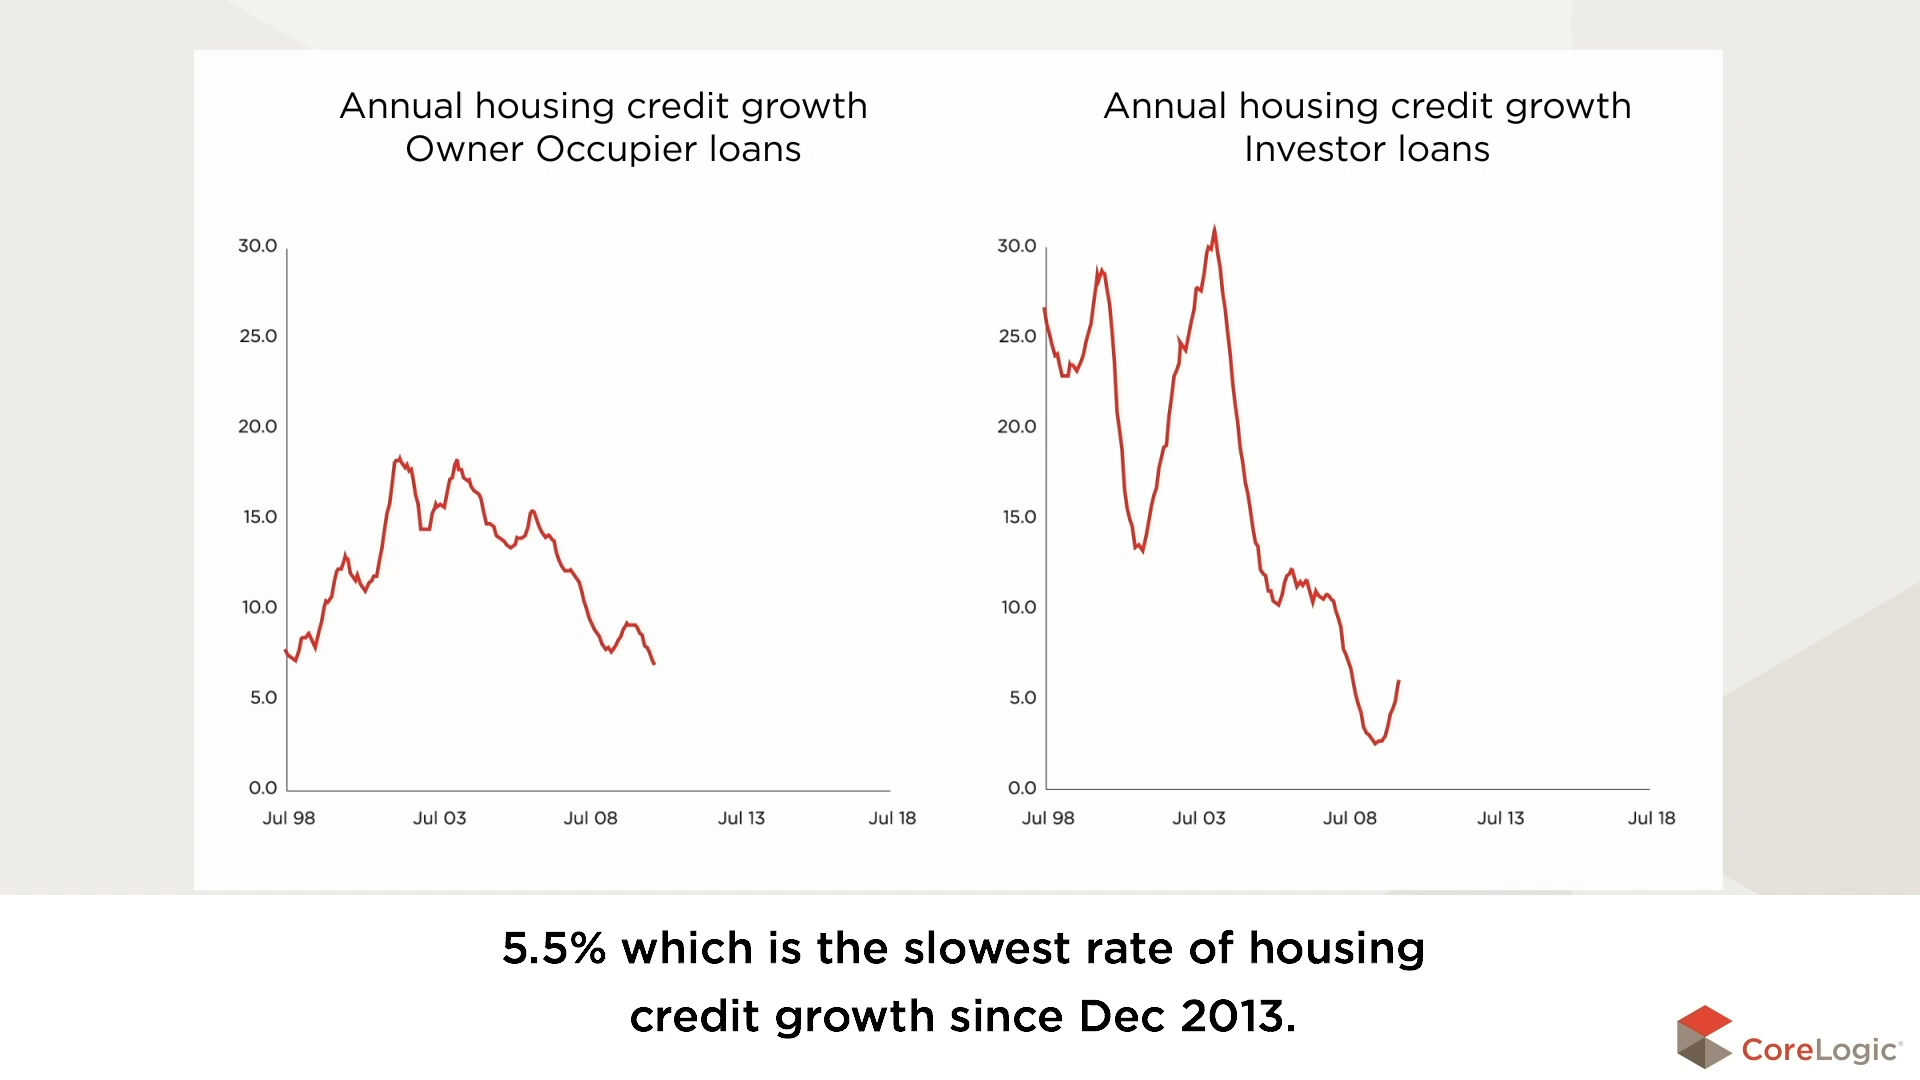 Annual housing credit growth
Owner Occupier loans
30.0
25.0
20.0
15.0
10.0
5.0
0.0
Jul 98
Jul 03
Jul 08
Jul 13
Jul 18
Annual housing credit growth
Investor loans
30.0
25.0
20.0
15.0
10.0
5.0
0.0
Jul 98
Jul 03
Jul 08
Jul 13
Jul 18
5.5% which is the slowest rate of housing
credit growth since Dec 2013.
CoreLogic®